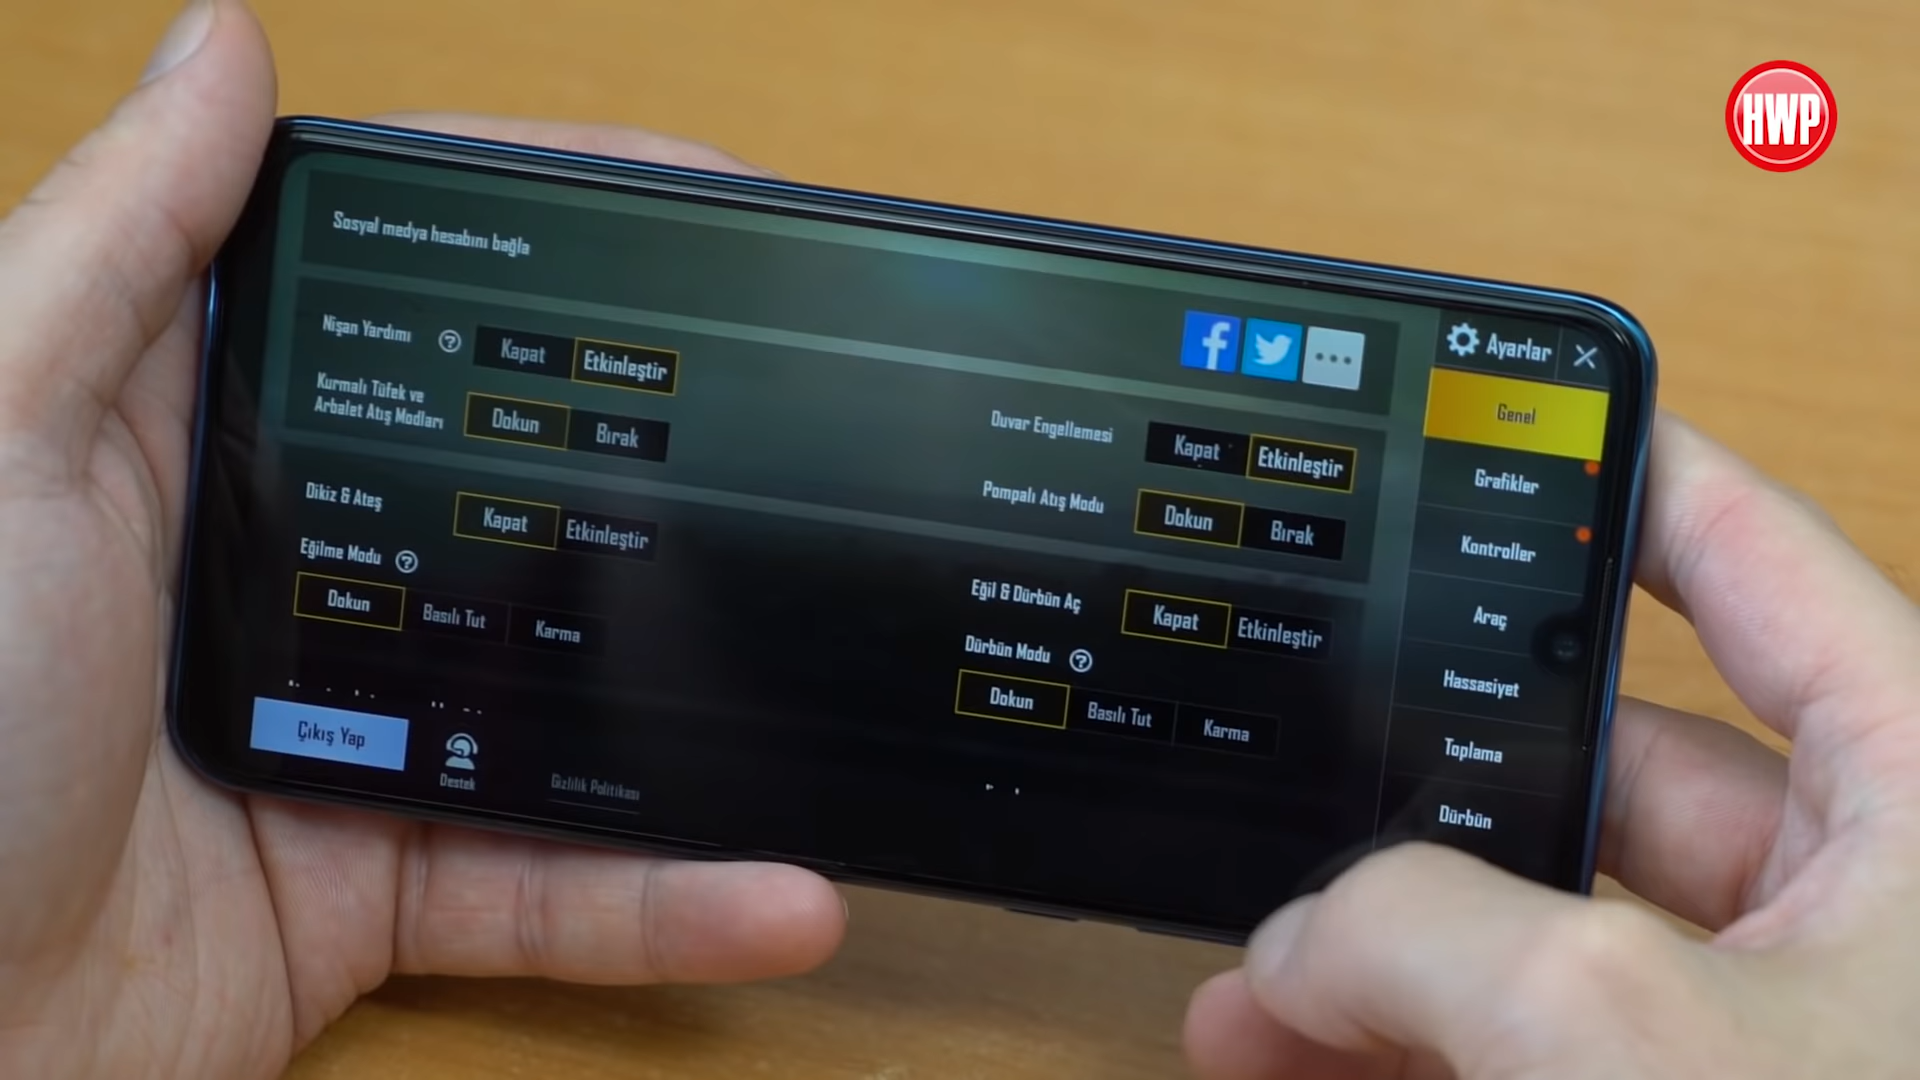 HWP
Sosyal medya hesabını bağla
Ayarlar
Nişan Yardımı
Kapat
Etkinleştir
Duvar Engellemesi
Kapat
Etkinleştir
Kurmalı Tüfek ve
Arbalet Atış Modları
Dokun
Bırak
Pompalı Atış Modu
Dokun
Bırak
Dikiz & Ateş
Kapat
Etkinleştir
Eğil & Dürbün Aç
Kapat
Etkinleştir
Eğilme Modu
Dokun
Basılı Tut
Karma
Dürbün Modu
Dokun
Basılı Tut
Karma
Çıkış Yap
Destek
Gizlilik Politikası
Genel
Grafikler
Kontroller
Araç
Hassasiyet
Toplama
Dürbün